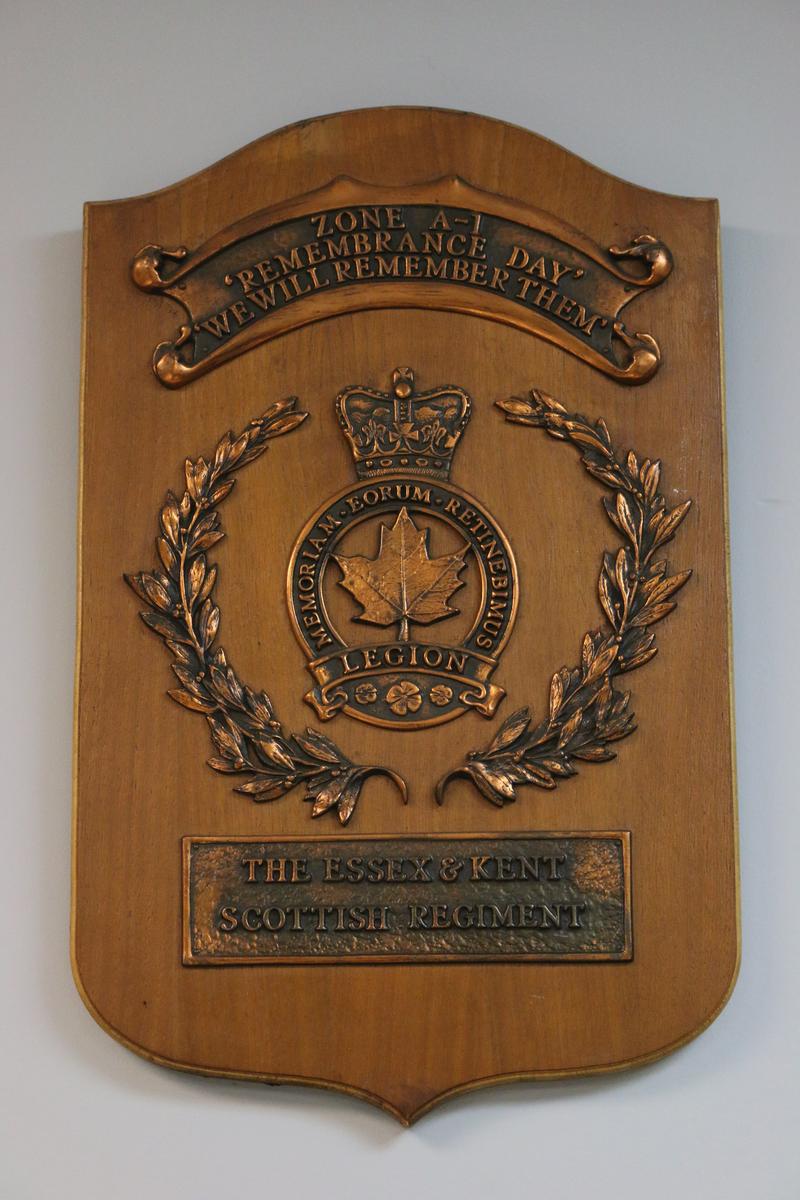 ZONE A-1
'REMEMBRANCE DAY'
'WE WILL REMEMBER THEM'
MEMORIAM · EORUM · RETINEBIMUS
LEGION
THE ESSEX & KENT
SCOTTISH REGIMENT